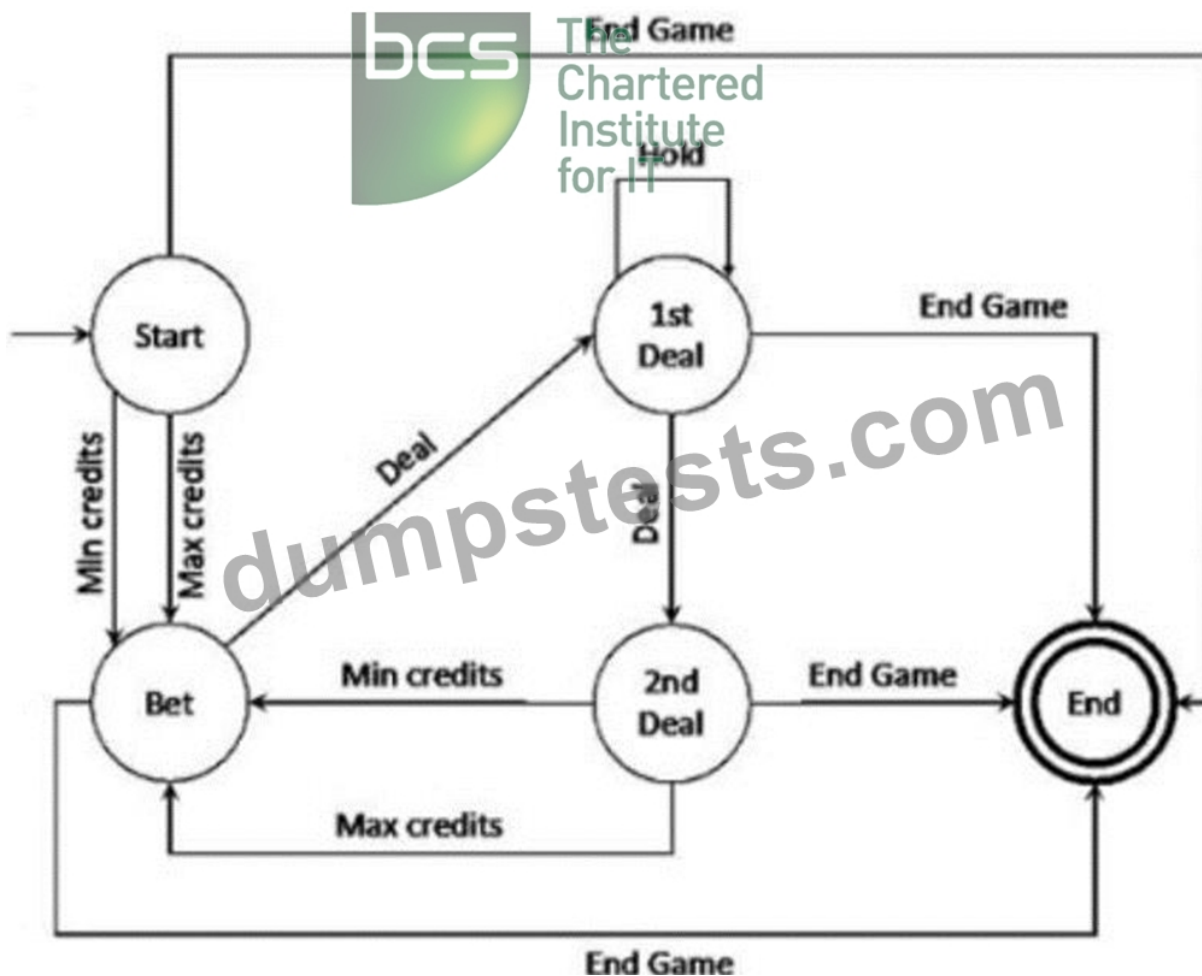 End Game
bcs
The
Chartered
Institute
for IT
Hold
Start
1st
Deal
End Game
Min credits
Max credits
Deal
Deal
dumpstests.com
Bet
Min credits
2nd
Deal
End Game
End
Max credits
End Game